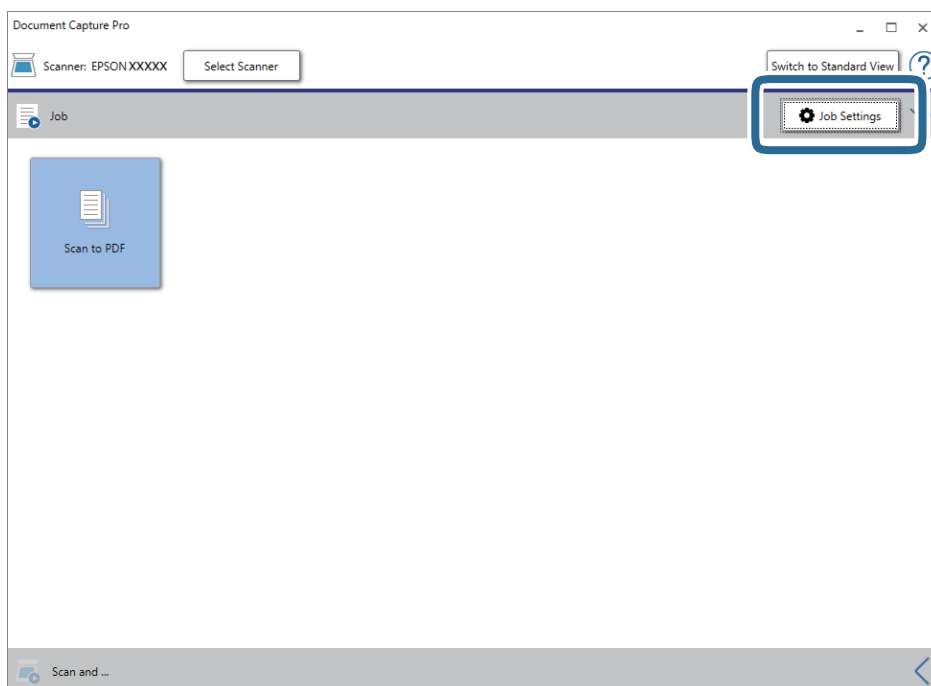 Document Capture Pro
Scanner: EPSON XXXXX Select Scanner Switch to Standard View ?
Job Job Settings
Scan to PDF
Scan and ...